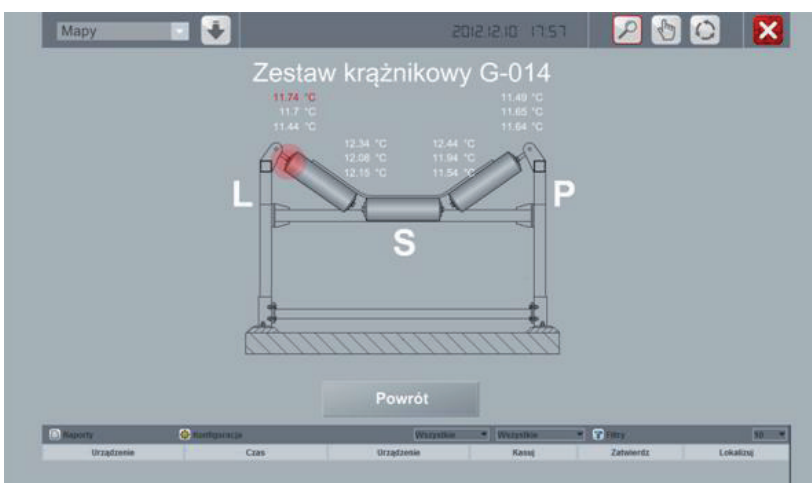 Mapy 2012.12.10 17:57
Zestaw krążnikowy G-014
11.74 °C 11.49 °C
11.7 °C 11.65 °C
11.44 °C 11.64 °C
12.34 °C 12.44 °C
12.08 °C 11.94 °C
12.15 °C 11.54 °C
L P
S
Powrót
Raporty Konfiguracja Wszystkie Wszystkie Filtry 10
Urządzenie Czas Urządzenie Kasuj Zatwierdz Lokalizuj